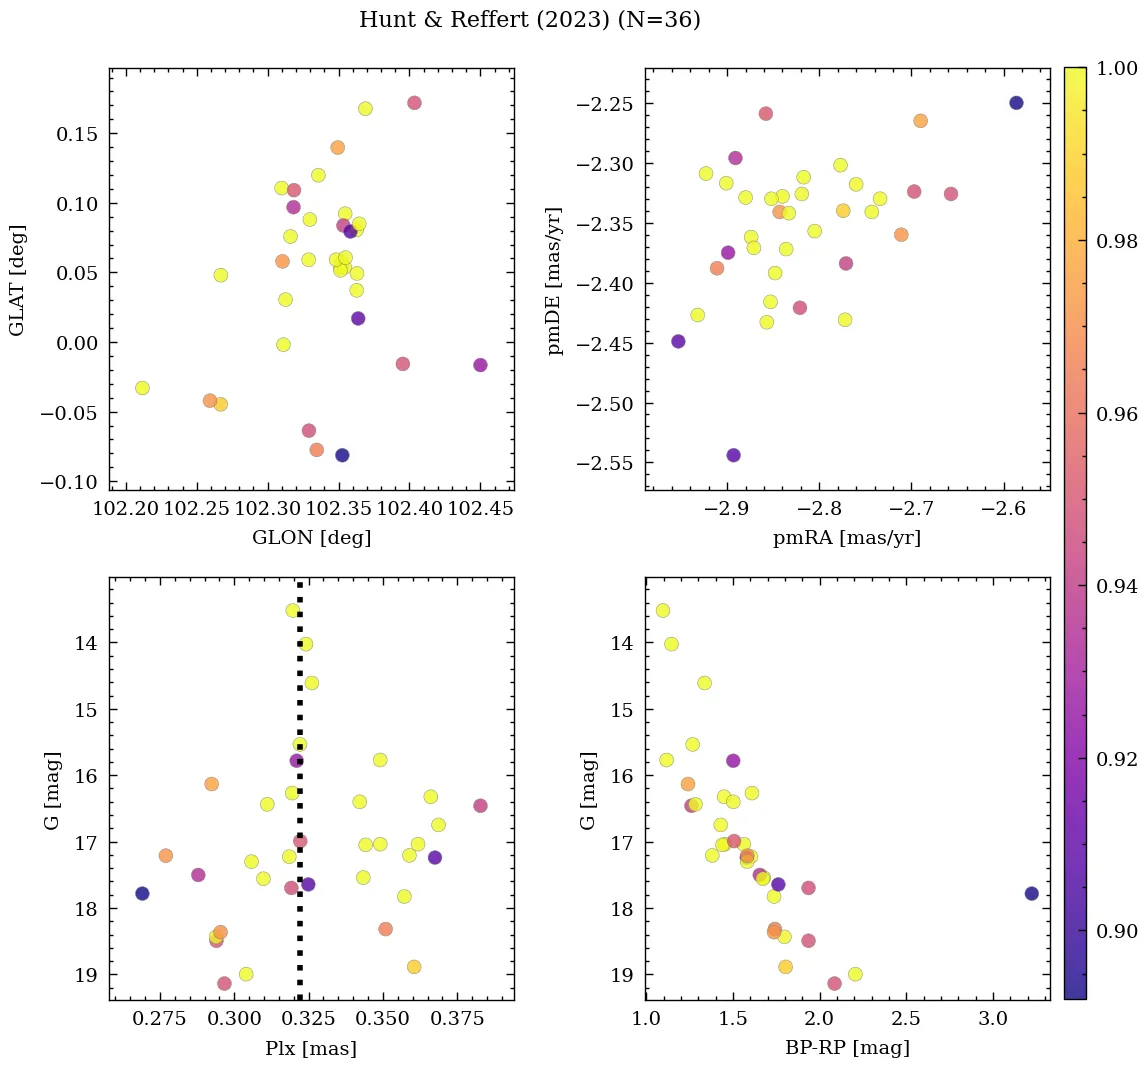 Hunt & Reffert (2023) (N=36)
0.15
0.10
0.05
0.00
−0.05
−0.10
GLAT [deg]
102.20 102.25 102.30 102.35 102.40 102.45
GLON [deg]
−2.25
−2.30
−2.35
−2.40
−2.45
−2.50
−2.55
pmDE [mas/yr]
−2.9 −2.8 −2.7 −2.6
pmRA [mas/yr]
14
15
16
17
18
19
G [mag]
0.275 0.300 0.325 0.350 0.375
Plx [mas]
14
15
16
17
18
19
G [mag]
1.0 1.5 2.0 2.5 3.0
BP-RP [mag]
1.00
0.98
0.96
0.94
0.92
0.90